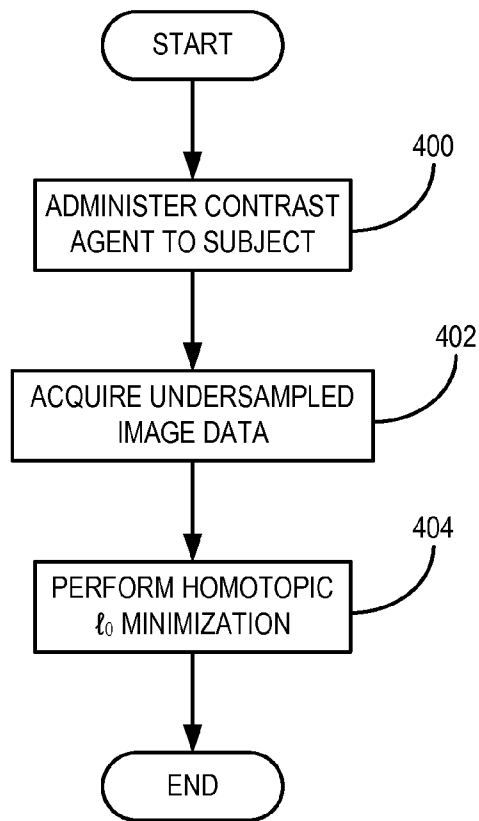 START
400
ADMINISTER CONTRAST
AGENT TO SUBJECT
402
ACQUIRE UNDERSAMPLED
IMAGE DATA
404
PERFORM HOMOTOPIC
ℓ₀ MINIMIZATION
END